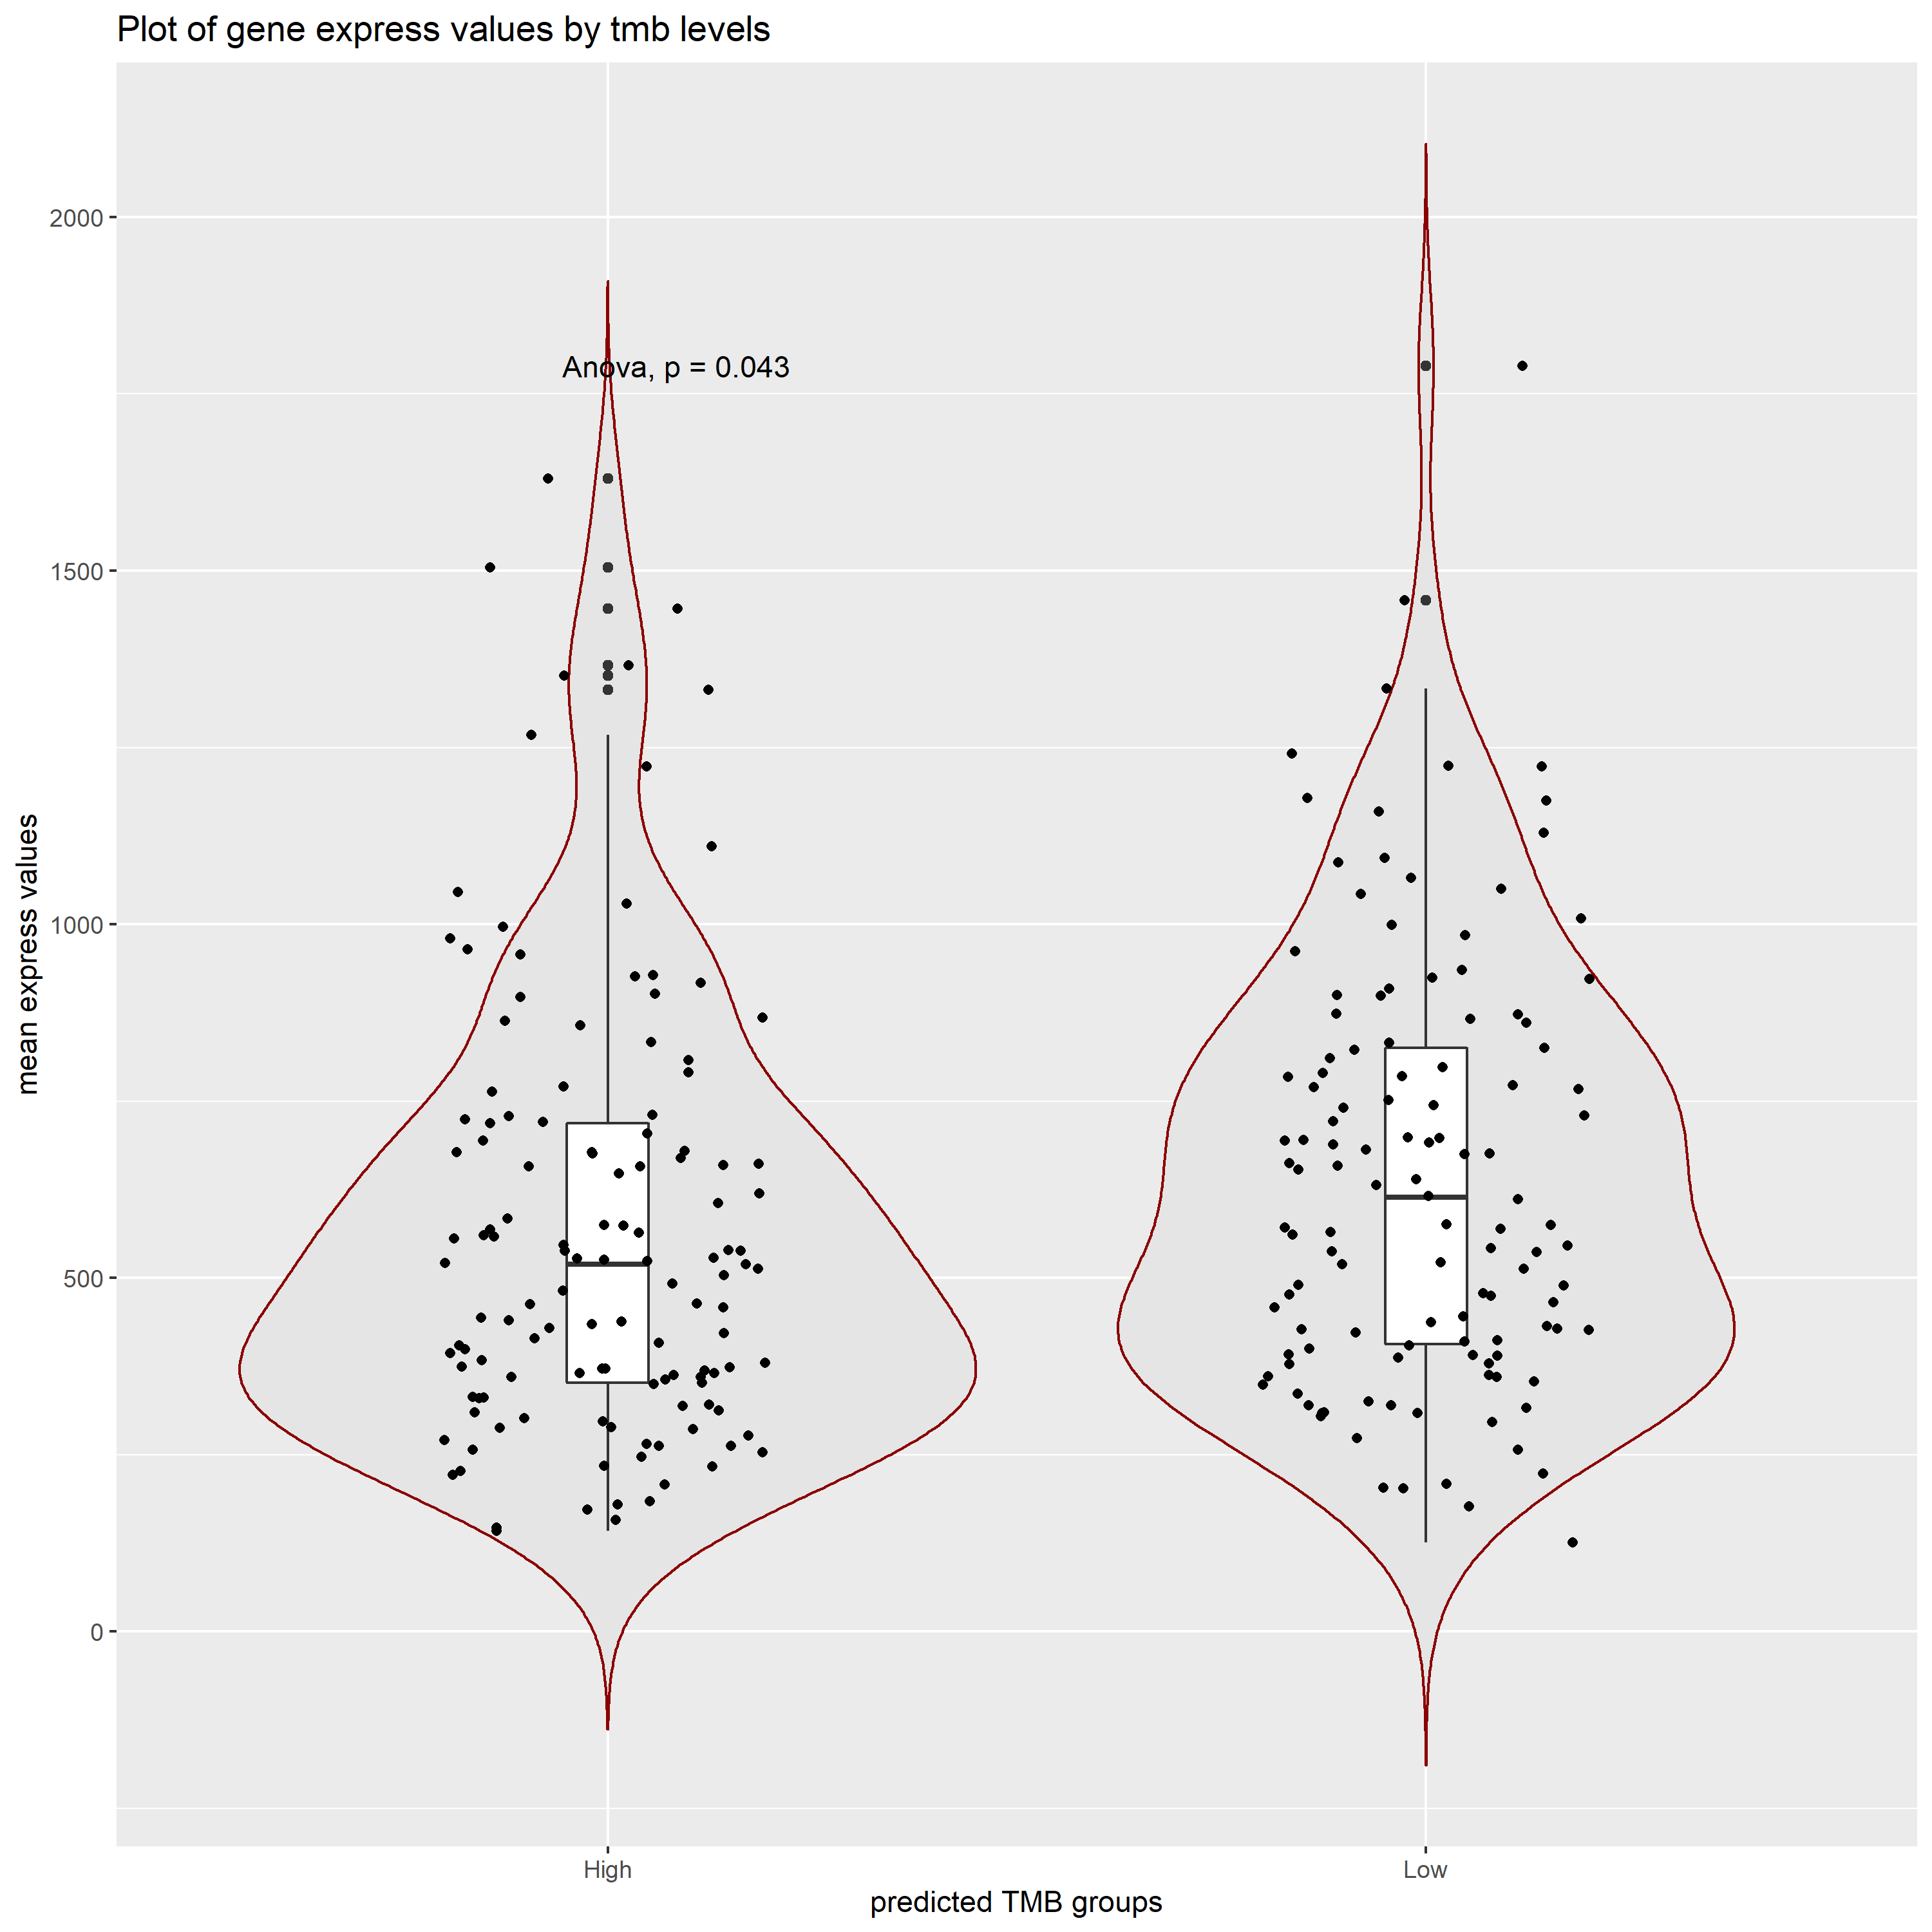 Plot of gene express values by tmb levels
Anova, p = 0.043
2000
1500
1000
500
0
mean express values
High
Low
predicted TMB groups